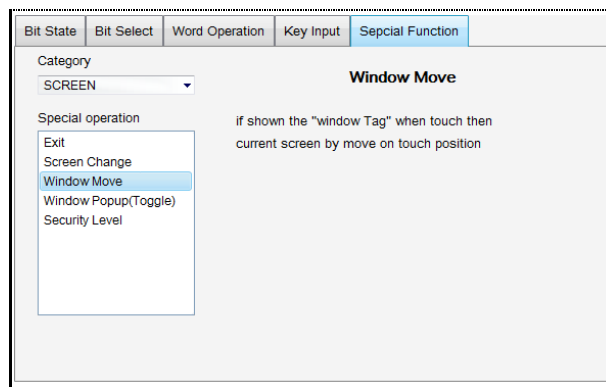 Bit State
Bit Select
Word Operation
Key Input
Sepcial Function
Category
SCREEN
Window Move
Special operation
if shown the "window Tag" when touch then
current screen by move on touch position
Exit
Screen Change
Window Move
Window Popup(Toggle)
Security Level